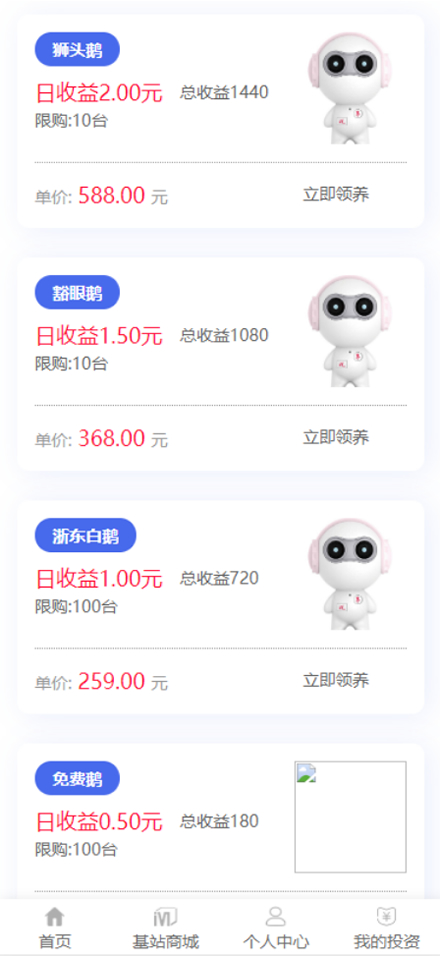 狮头鹅
日收益2.00元 总收益1440
限购:10台
单价: 588.00 元 立即领养
豁眼鹅
日收益1.50元 总收益1080
限购:10台
单价: 368.00 元 立即领养
浙东白鹅
日收益1.00元 总收益720
限购:100台
单价: 259.00 元 立即领养
免费鹅
日收益0.50元 总收益180
限购:100台
首页 基站商城 个人中心 我的投资